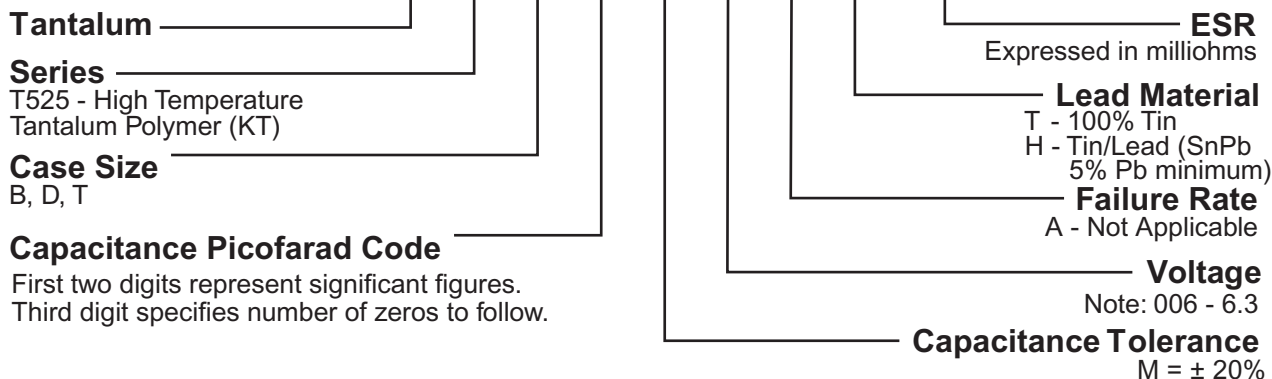 Tantalum
Series
T525 - High Temperature
Tantalum Polymer (KT)
Case Size
B, D, T
Capacitance Picofarad Code
First two digits represent significant figures.
Third digit specifies number of zeros to follow.
ESR
Expressed in milliohms
Lead Material
T - 100% Tin
H - Tin/Lead (SnPb
5% Pb minimum)
Failure Rate
A - Not Applicable
Voltage
Note: 006 - 6.3
Capacitance Tolerance
M = ± 20%